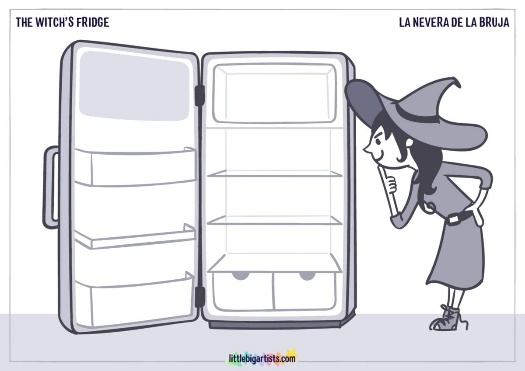 THE WITCH'S FRIDGE
LA NEVERA DE LA BRUJA
littlebigartists.com